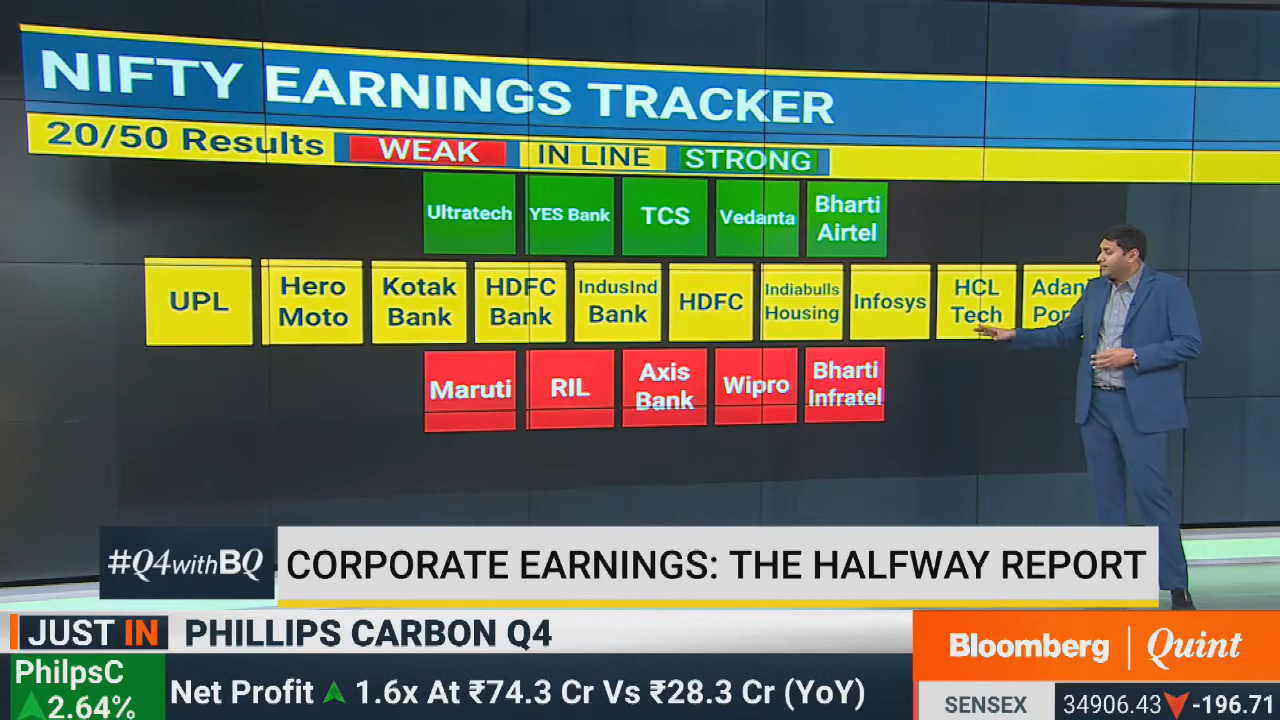 NIFTY EARNINGS TRACKER
20/50 Results WEAK IN LINE STRONG
Ultratech
YES Bank
TCS
Vedanta
Bharti
Airtel
UPL
Hero
Moto
Kotak
Bank
HDFC
Bank
IndusInd
Bank
HDFC
Indiabulls
Housing
Infosys
HCL
Tech
Maruti
RIL
Axis
Bank
Wipro
Bharti
Infratel
#Q4withBQ CORPORATE EARNINGS: THE HALFWAY REPORT
JUST IN PHILLIPS CARBON Q4
PhilpsC
2.64%
Net Profit 1.6x At ₹74.3 Cr Vs ₹28.3 Cr (YoY)
Bloomberg | Quint
SENSEX 34906.43 -196.71